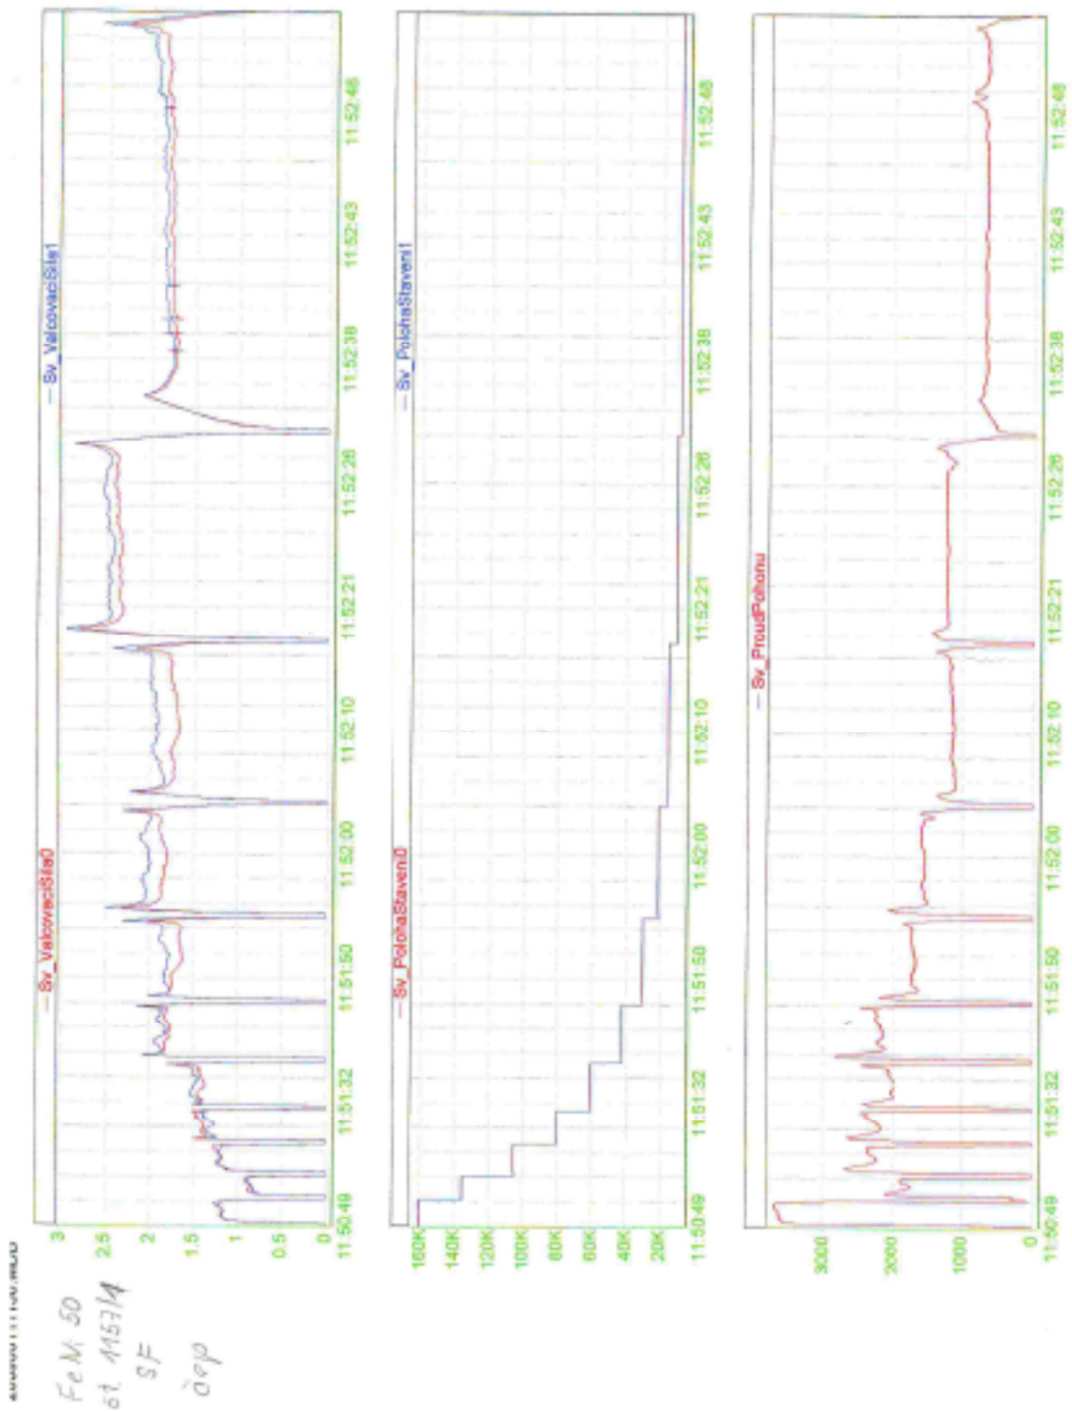 FeNi 50
čt. 1157/4
SF
— Sv_ValcovaciSila0
— Sv_ValcovaciSila1
3
2.5
2
1.5
1
0.5
0
11:50:49
11:51:32
11:51:50
11:52:00
11:52:10
11:52:21
11:52:26
11:52:38
11:52:43
11:52:48
— Sv_PolohaStaveni0
— Sv_PolohaStaveni1
160K
140K
120K
100K
80K
60K
40K
20K
11:50:49
11:51:32
11:51:50
11:52:00
11:52:10
11:52:21
11:52:26
11:52:38
11:52:43
11:52:48
— Sv_ProudPohonu
3000
2000
1000
0
11:50:49
11:51:32
11:51:50
11:52:00
11:52:10
11:52:21
11:52:26
11:52:38
11:52:43
11:52:48